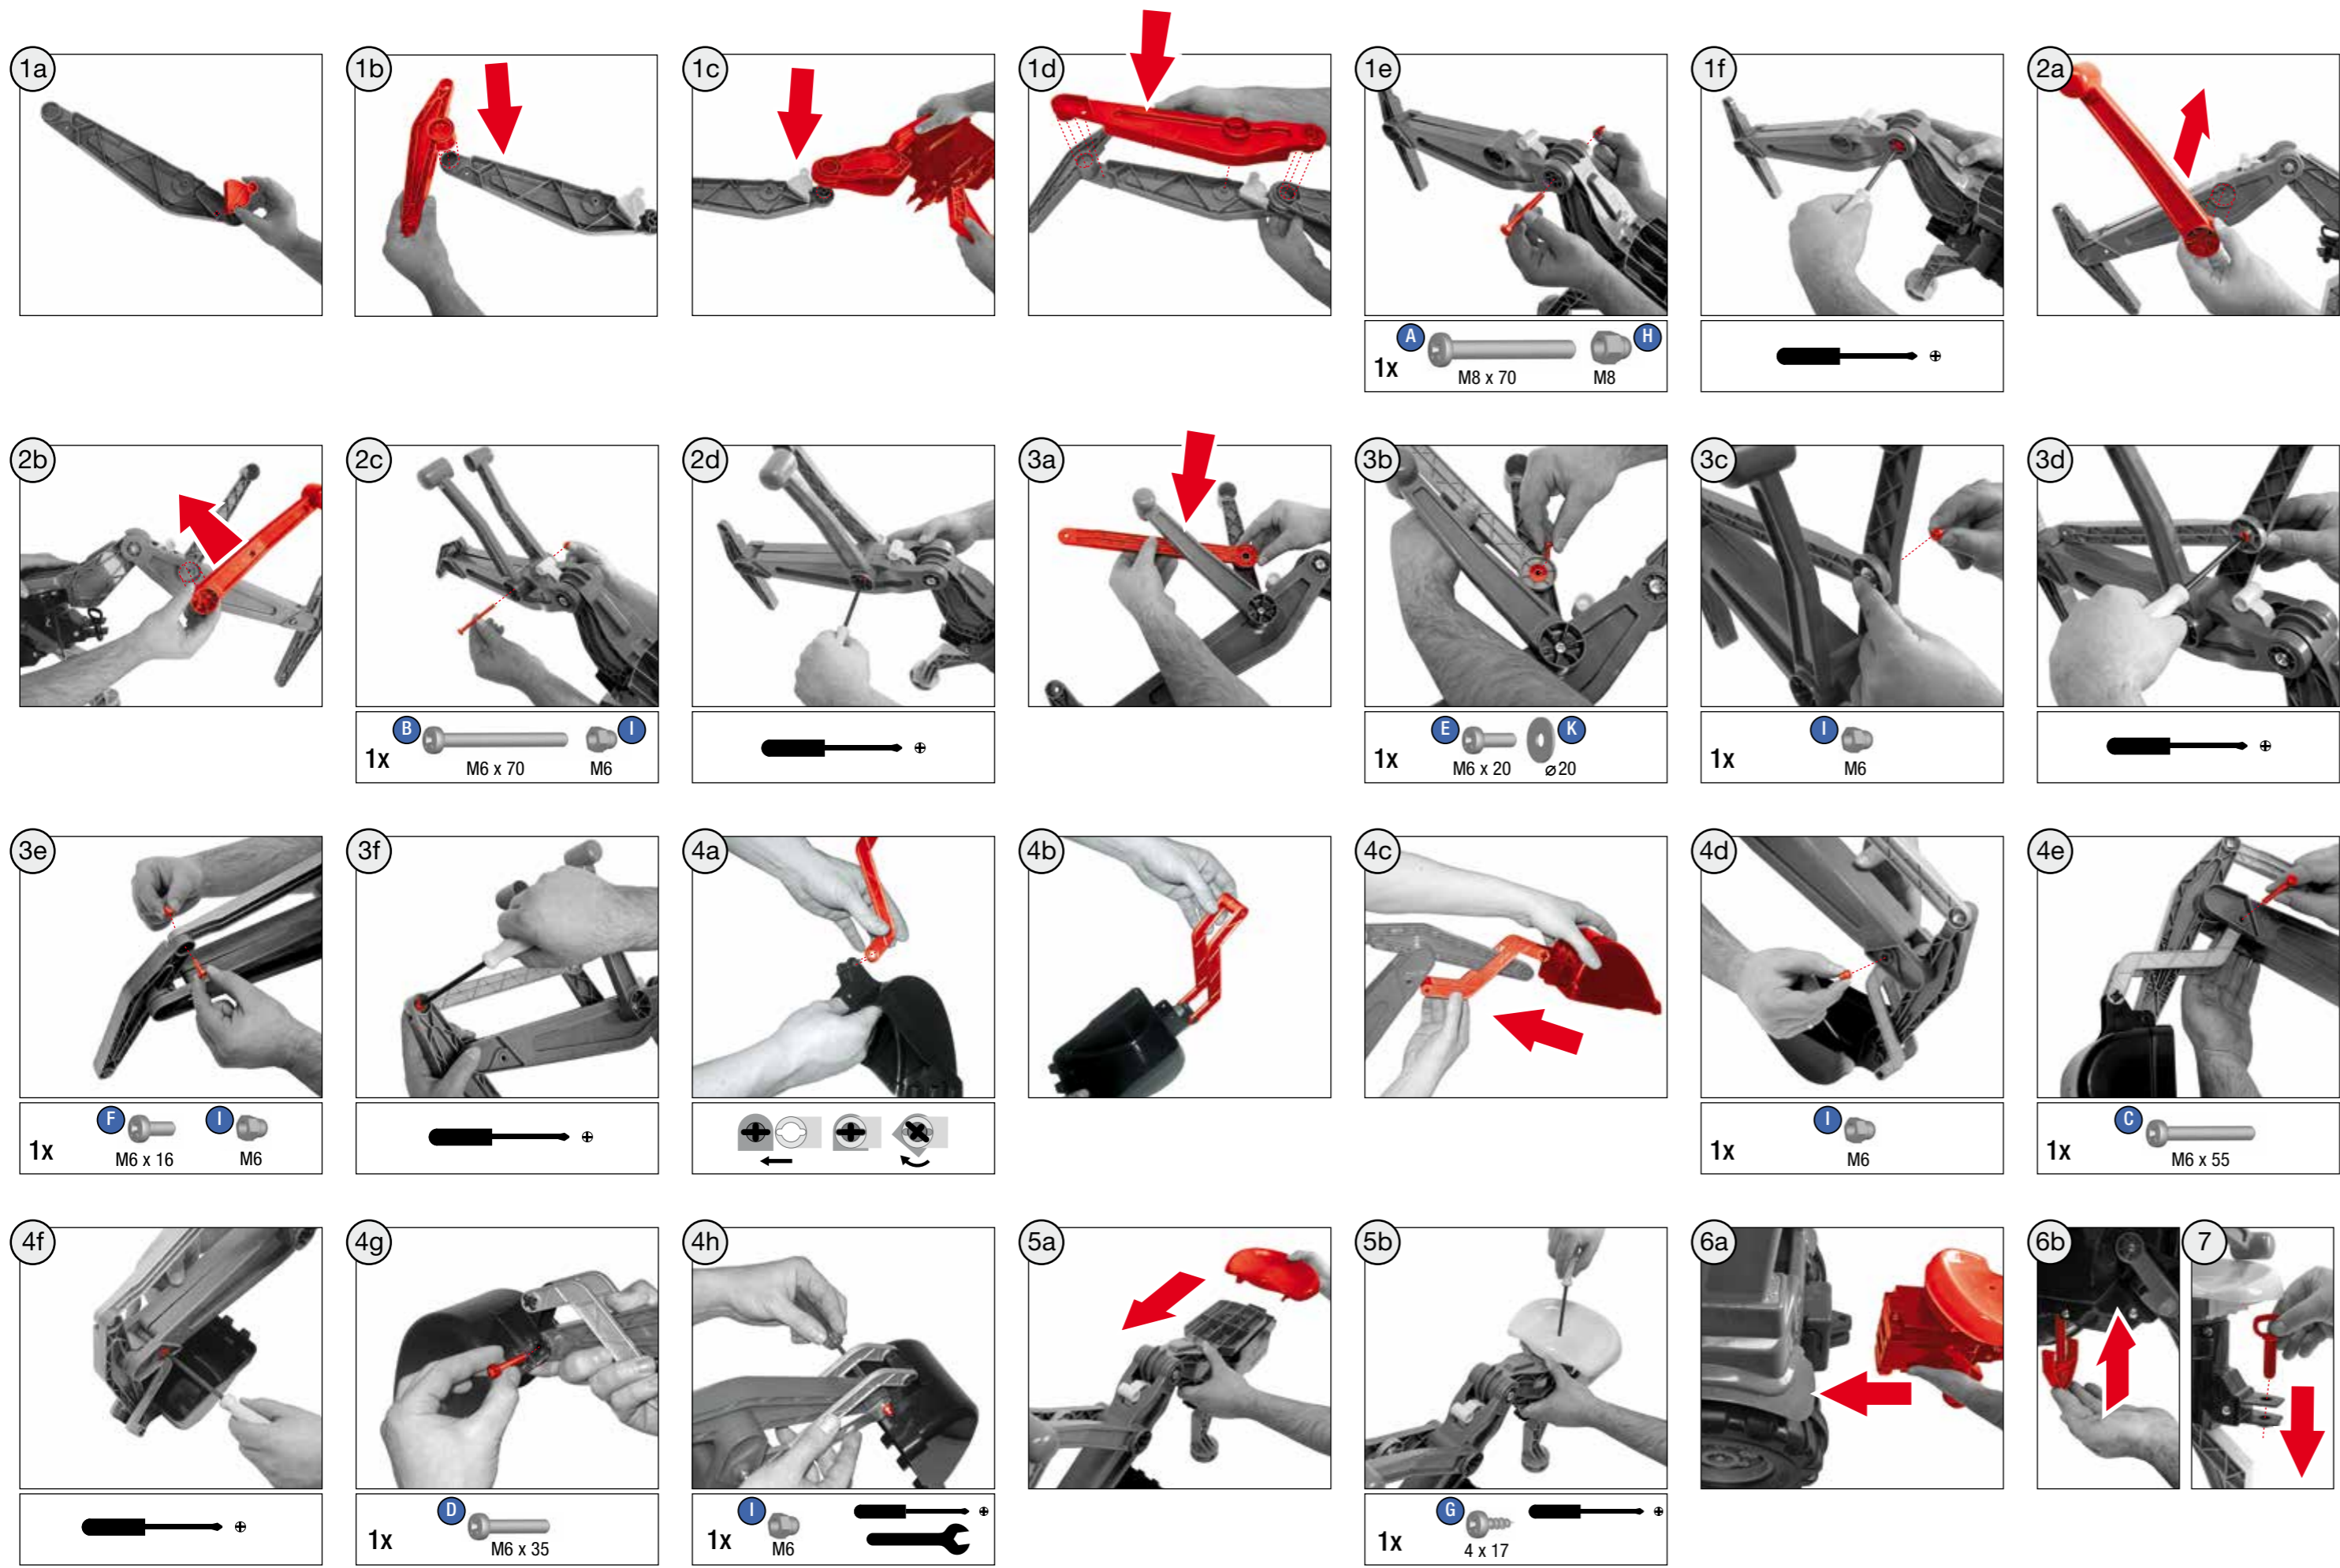 1a
1b
1c
1d
1e
1f
2a
A
H
1x
M8 x 70
M8
2b
2c
2d
3a
3b
3c
3d
B
I
1x
M6 x 70
M6
E
K
1x
M6 x 20
⌀20
I
1x
M6
3e
3f
4a
4b
4c
4d
4e
F
I
1x
M6 x 16
M6
I
1x
M6
C
1x
M6 x 55
4f
4g
4h
5a
5b
6a
6b
7
D
1x
M6 x 35
I
1x
M6
G
1x
4 x 17